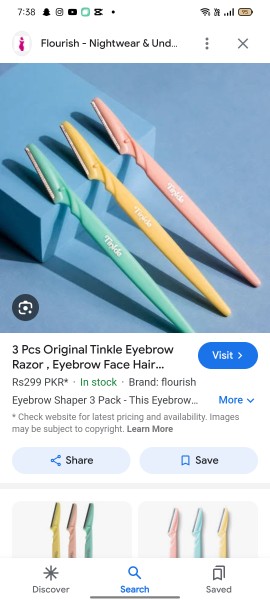 7:38
95
Flourish - Nightwear & Und...
Tinkle
Tinkle
Tinkle
3 Pcs Original Tinkle Eyebrow
Razor , Eyebrow Face Hair...
Visit
Rs299 PKR* · In stock · Brand: flourish
Eyebrow Shaper 3 Pack - This Eyebrow...
More
* Check website for latest pricing and availability. Images
may be subject to copyright. Learn More
Share
Save
Discover
Search
Saved